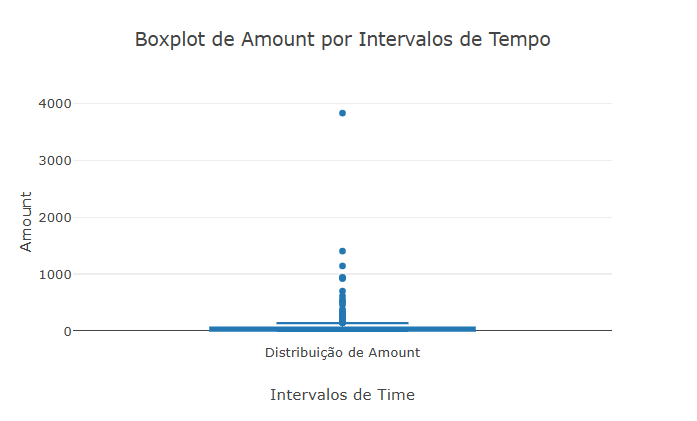 Boxplot de Amount por Intervalos de Tempo
4000
3000
2000
1000
0
Amount
Distribuição de Amount
Intervalos de Time